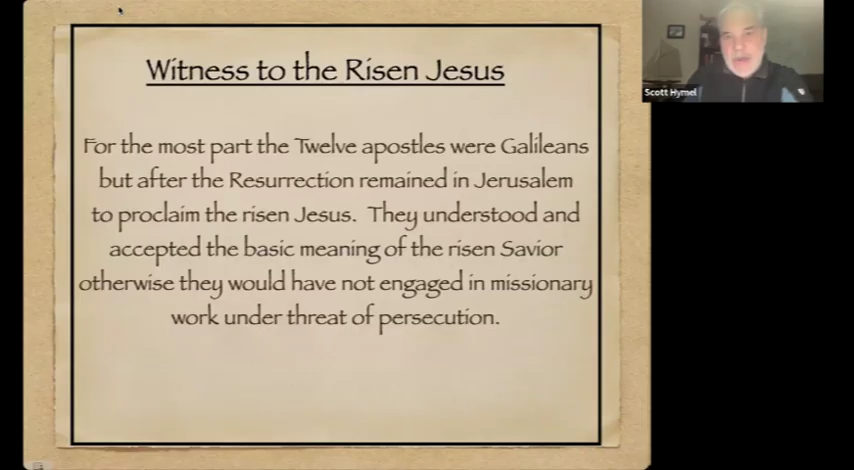 Witness to the Risen Jesus
For the most part the Twelve apostles were Galileans
but after the Resurrection remained in Jerusalem
to proclaim the risen Jesus. They understood and
accepted the basic meaning of the risen Savior
otherwise they would have not engaged in missionary
work under threat of persecution.
Scott Hymel